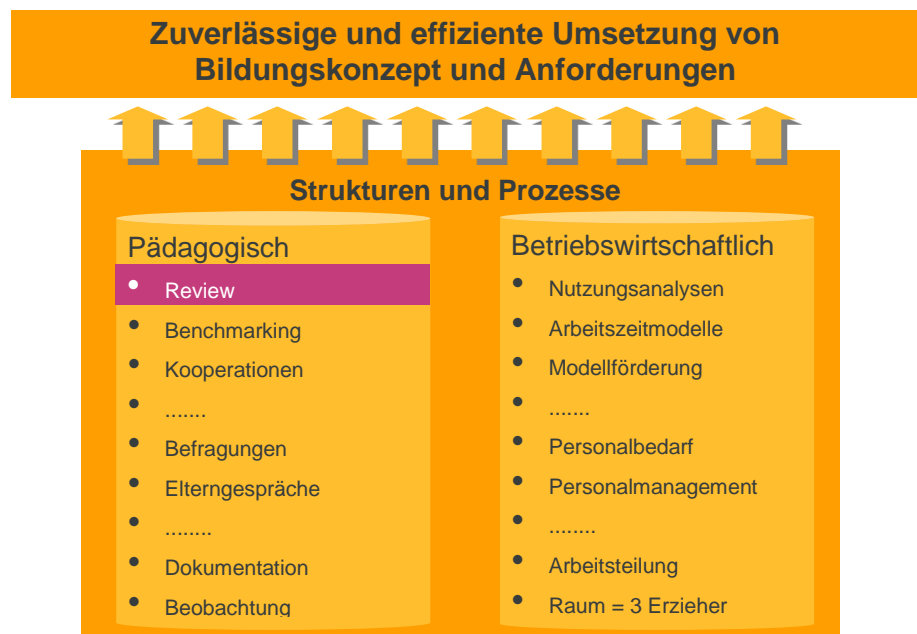 Zuverlässige und effiziente Umsetzung von
Bildungskonzept und Anforderungen
Strukturen und Prozesse
Pädagogisch
• Review
• Benchmarking
• Kooperationen
• .......
• Befragungen
• Elterngespräche
• ........
• Dokumentation
• Beobachtung
Betriebswirtschaftlich
• Nutzungsanalysen
• Arbeitszeitmodelle
• Modellförderung
• .......
• Personalbedarf
• Personalmanagement
• ........
• Arbeitsteilung
• Raum = 3 Erzieher